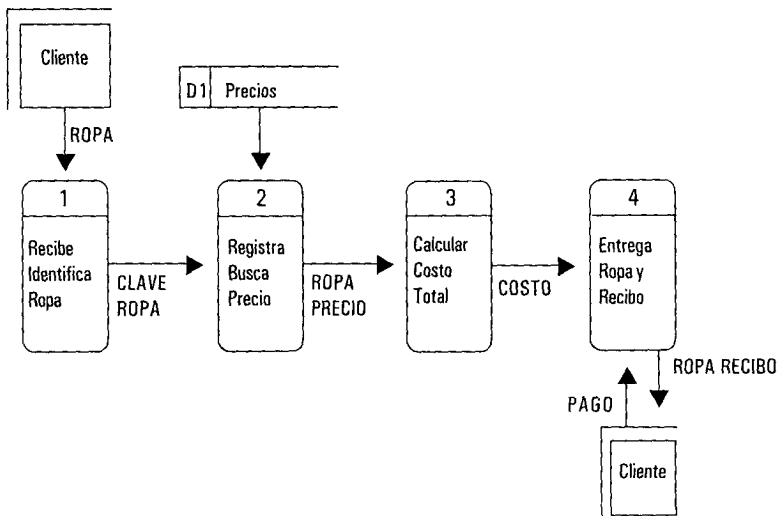 Cliente
D1 Precios
ROPA
1
Recibe
Identifica
Ropa
CLAVE
ROPA
2
Registra
Busca
Precio
ROPA
PRECIO
3
Calcular
Costo
Total
COSTO
4
Entrega
Ropa y
Recibo
ROPA RECIBO
PAGO
Cliente